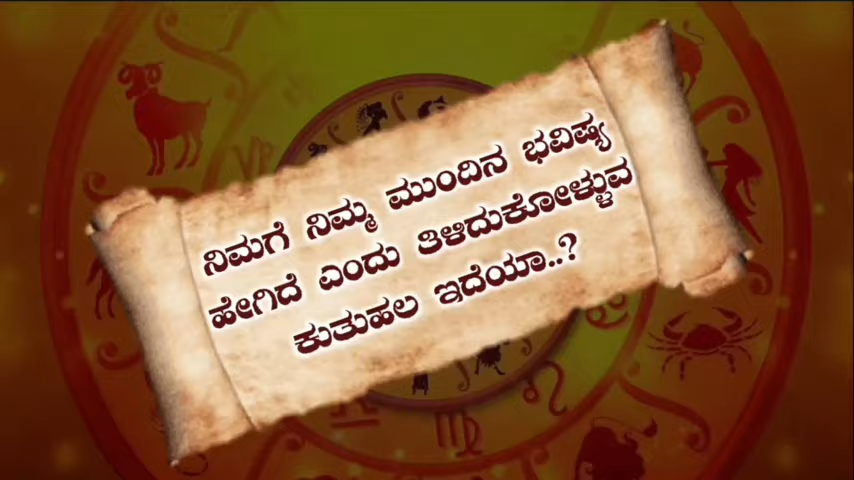 ನಿಮಗೆ ನಿಮ್ಮ ಮುಂದಿನ ಭವಿಷ್ಯ
ಹೇಗಿದೆ ಎಂದು ತಿಳಿದುಕೋಳ್ಳುವ
ಕುತುಹಲ ಇದೆಯಾ..?